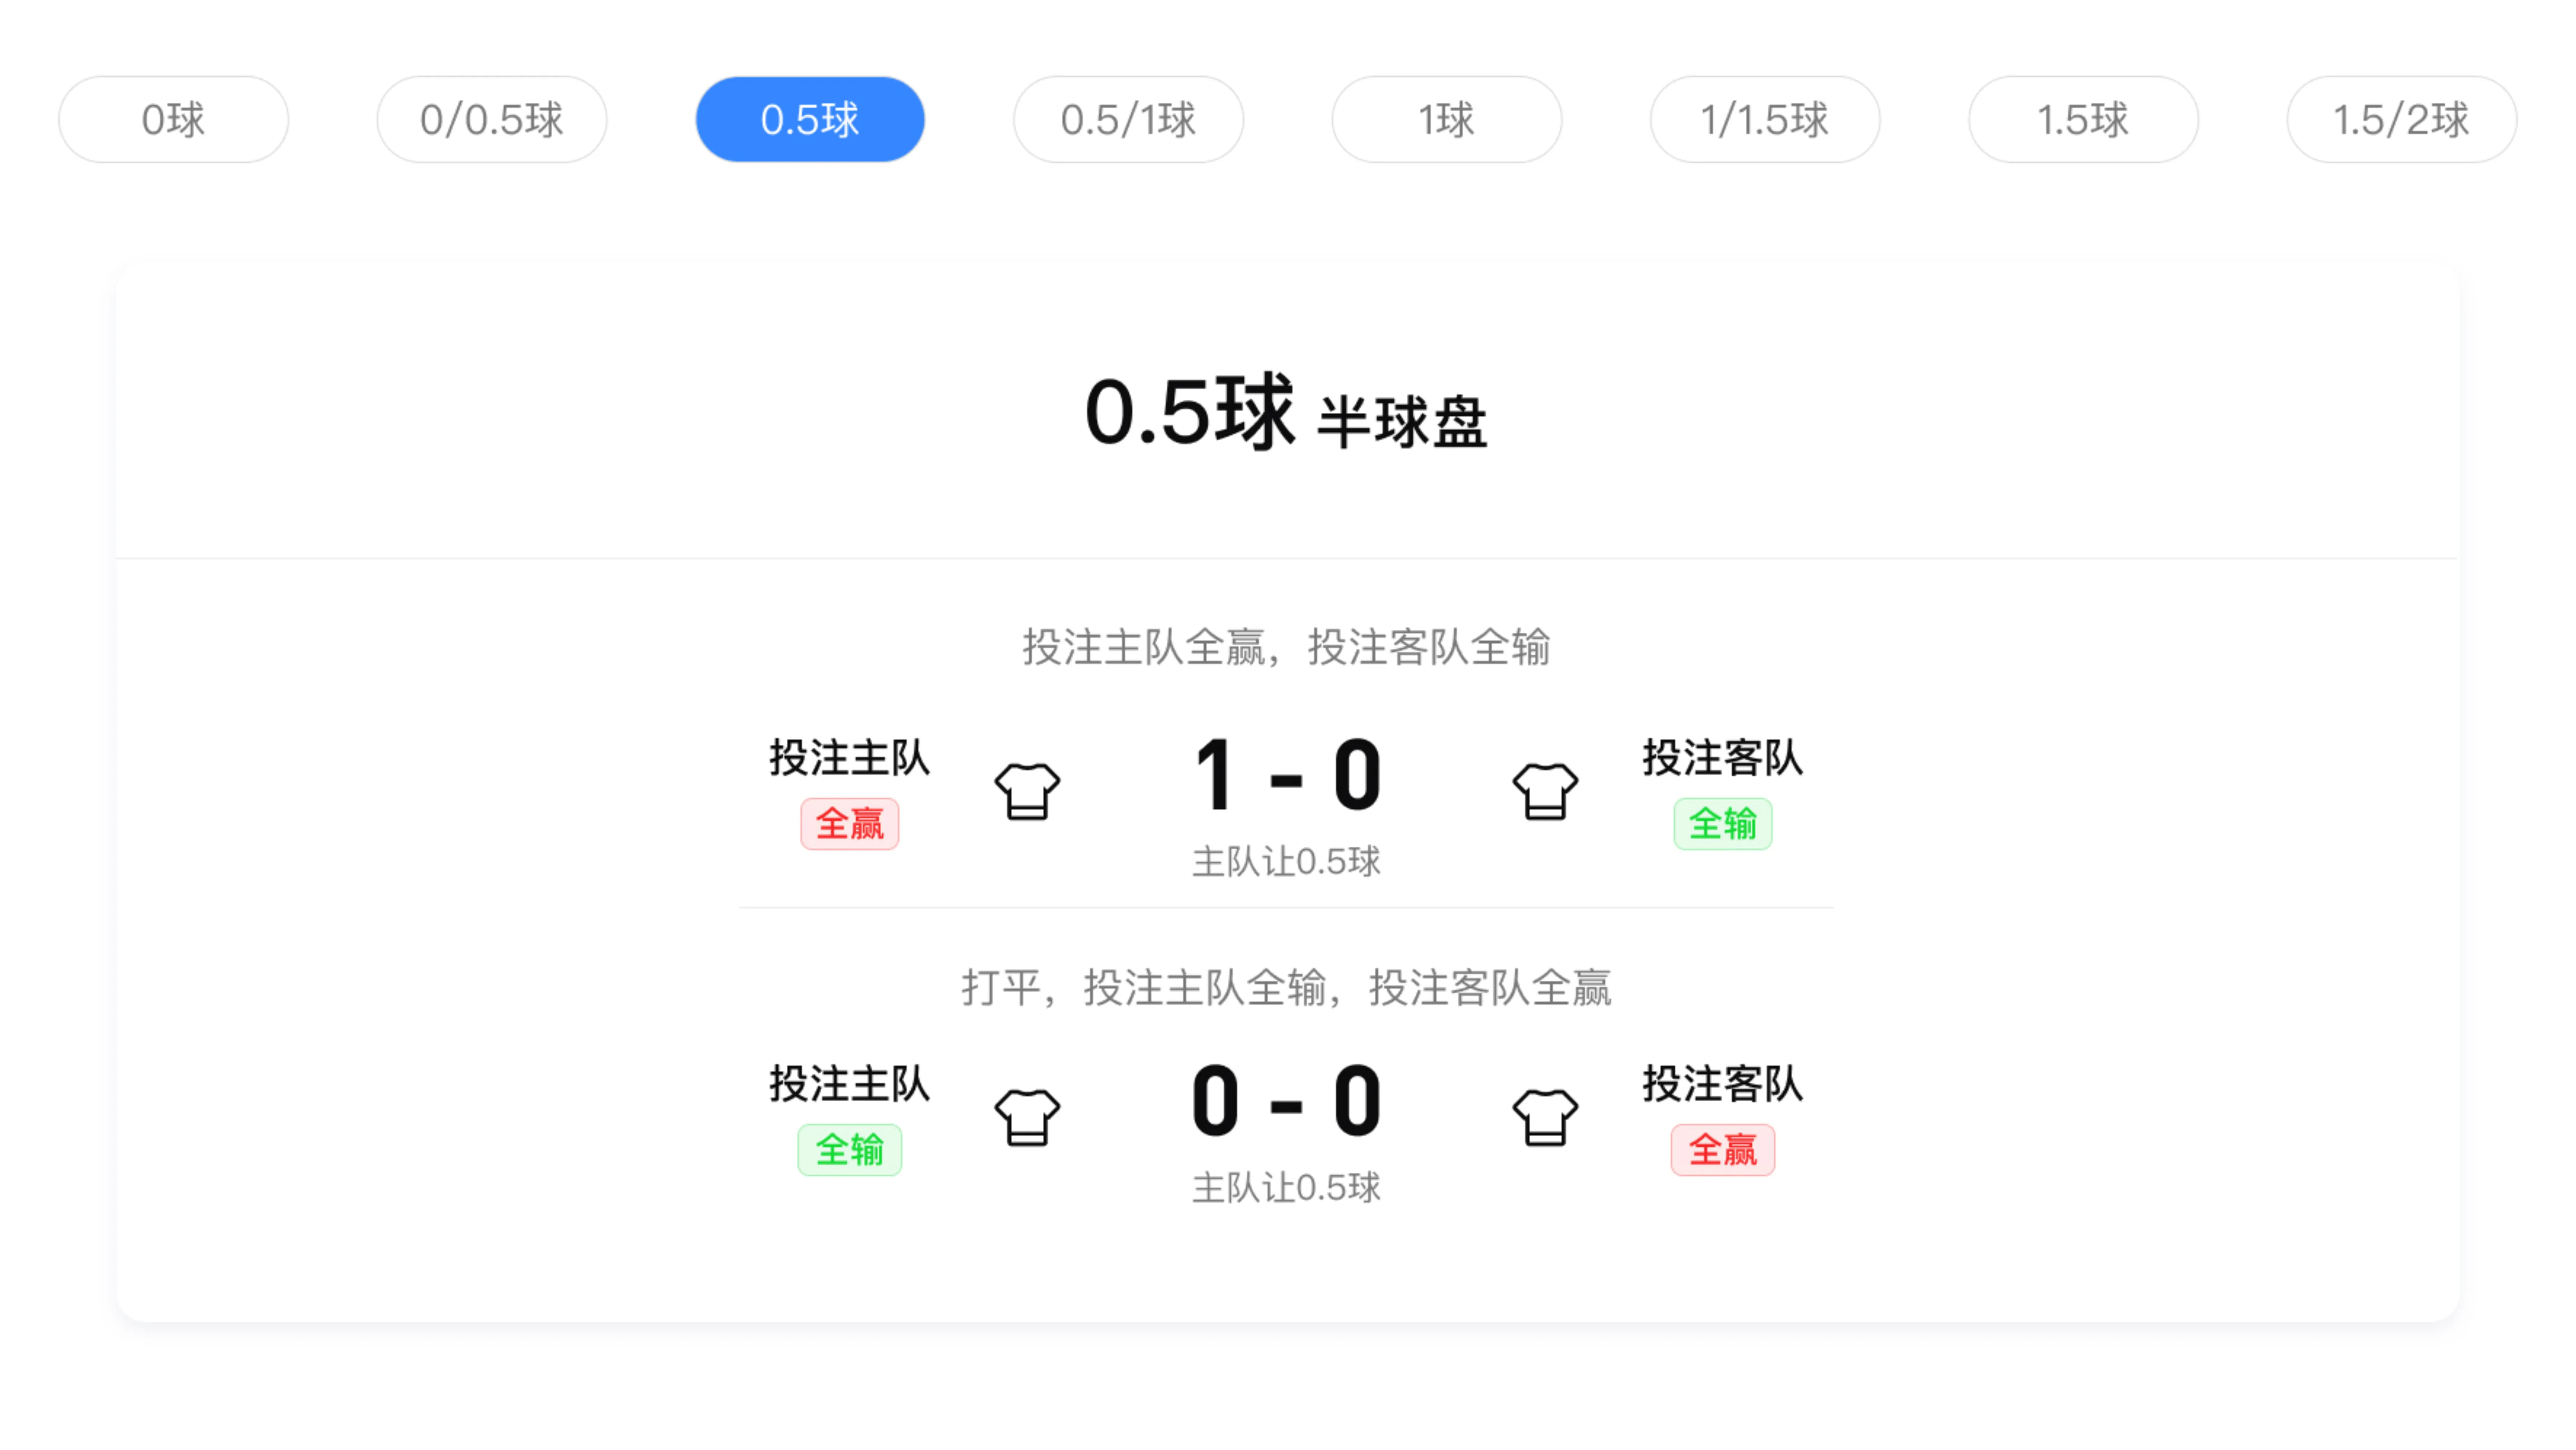 0球 0/0.5球 0.5球 0.5/1球 1球 1/1.5球 1.5球 1.5/2球
0.5球 半球盘
投注主队全赢，投注客队全输
投注主队 1 - 0 投注客队
全赢 全输
主队让0.5球
打平，投注主队全输，投注客队全赢
投注主队 0 - 0 投注客队
全输 全赢
主队让0.5球